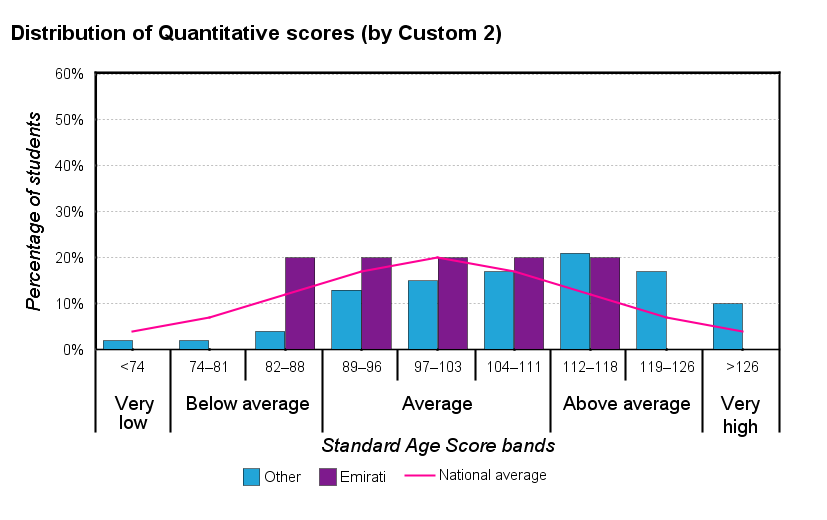 Distribution of Quantitative scores (by Custom 2)
Percentage of students
60%
50%
40%
30%
20%
10%
0%
<74 74–81 82–88 89–96 97–103 104–111 112–118 119–126 >126
Very low Below average Average Above average Very high
Standard Age Score bands
Other Emirati National average